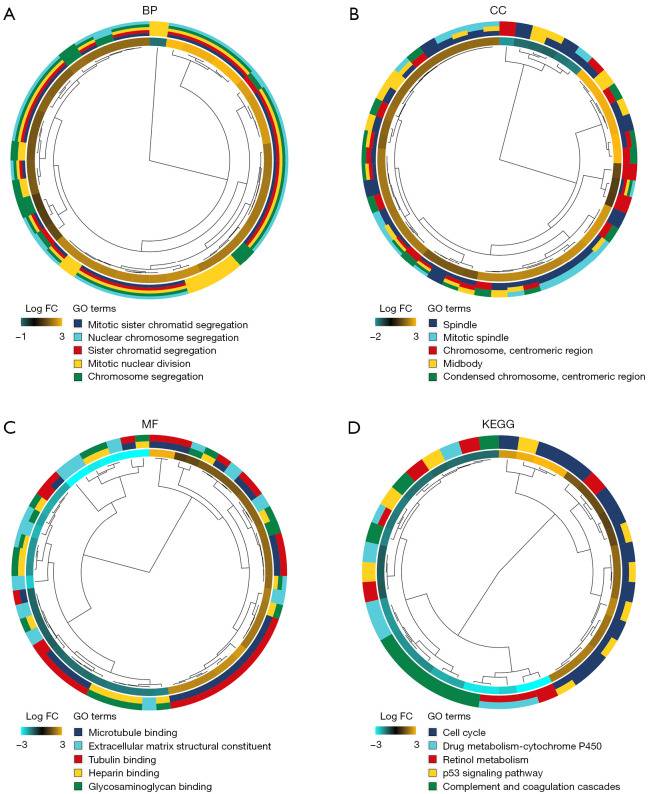 A
BP
Log FC
−1 3
GO terms
Mitotic sister chromatid segregation
Nuclear chromosome segregation
Sister chromatid segregation
Mitotic nuclear division
Chromosome segregation
B
CC
Log FC
−2 3
GO terms
Spindle
Mitotic spindle
Chromosome, centromeric region
Midbody
Condensed chromosome, centromeric region
C
MF
Log FC
−3 3
GO terms
Microtubule binding
Extracellular matrix structural constituent
Tubulin binding
Heparin binding
Glycosaminoglycan binding
D
KEGG
Log FC
−3 3
GO terms
Cell cycle
Drug metabolism-cytochrome P450
Retinol metabolism
p53 signaling pathway
Complement and coagulation cascades